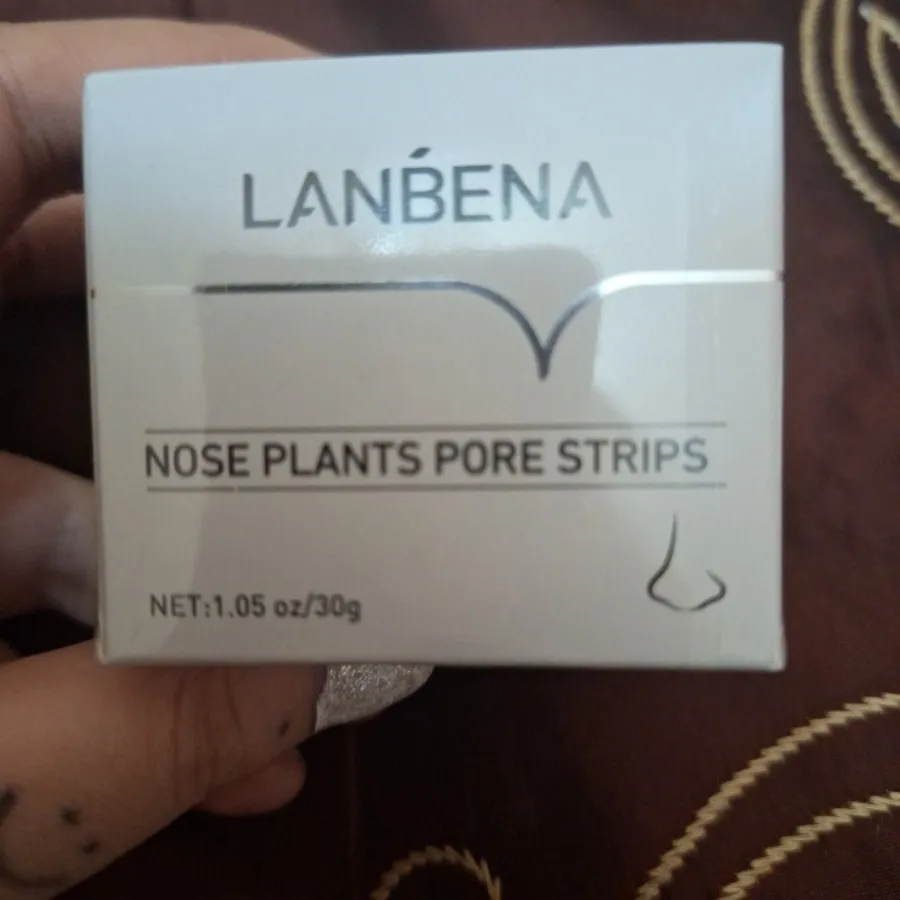 LANBENA
NOSE PLANTS PORE STRIPS
NET:1.05 oz/30g